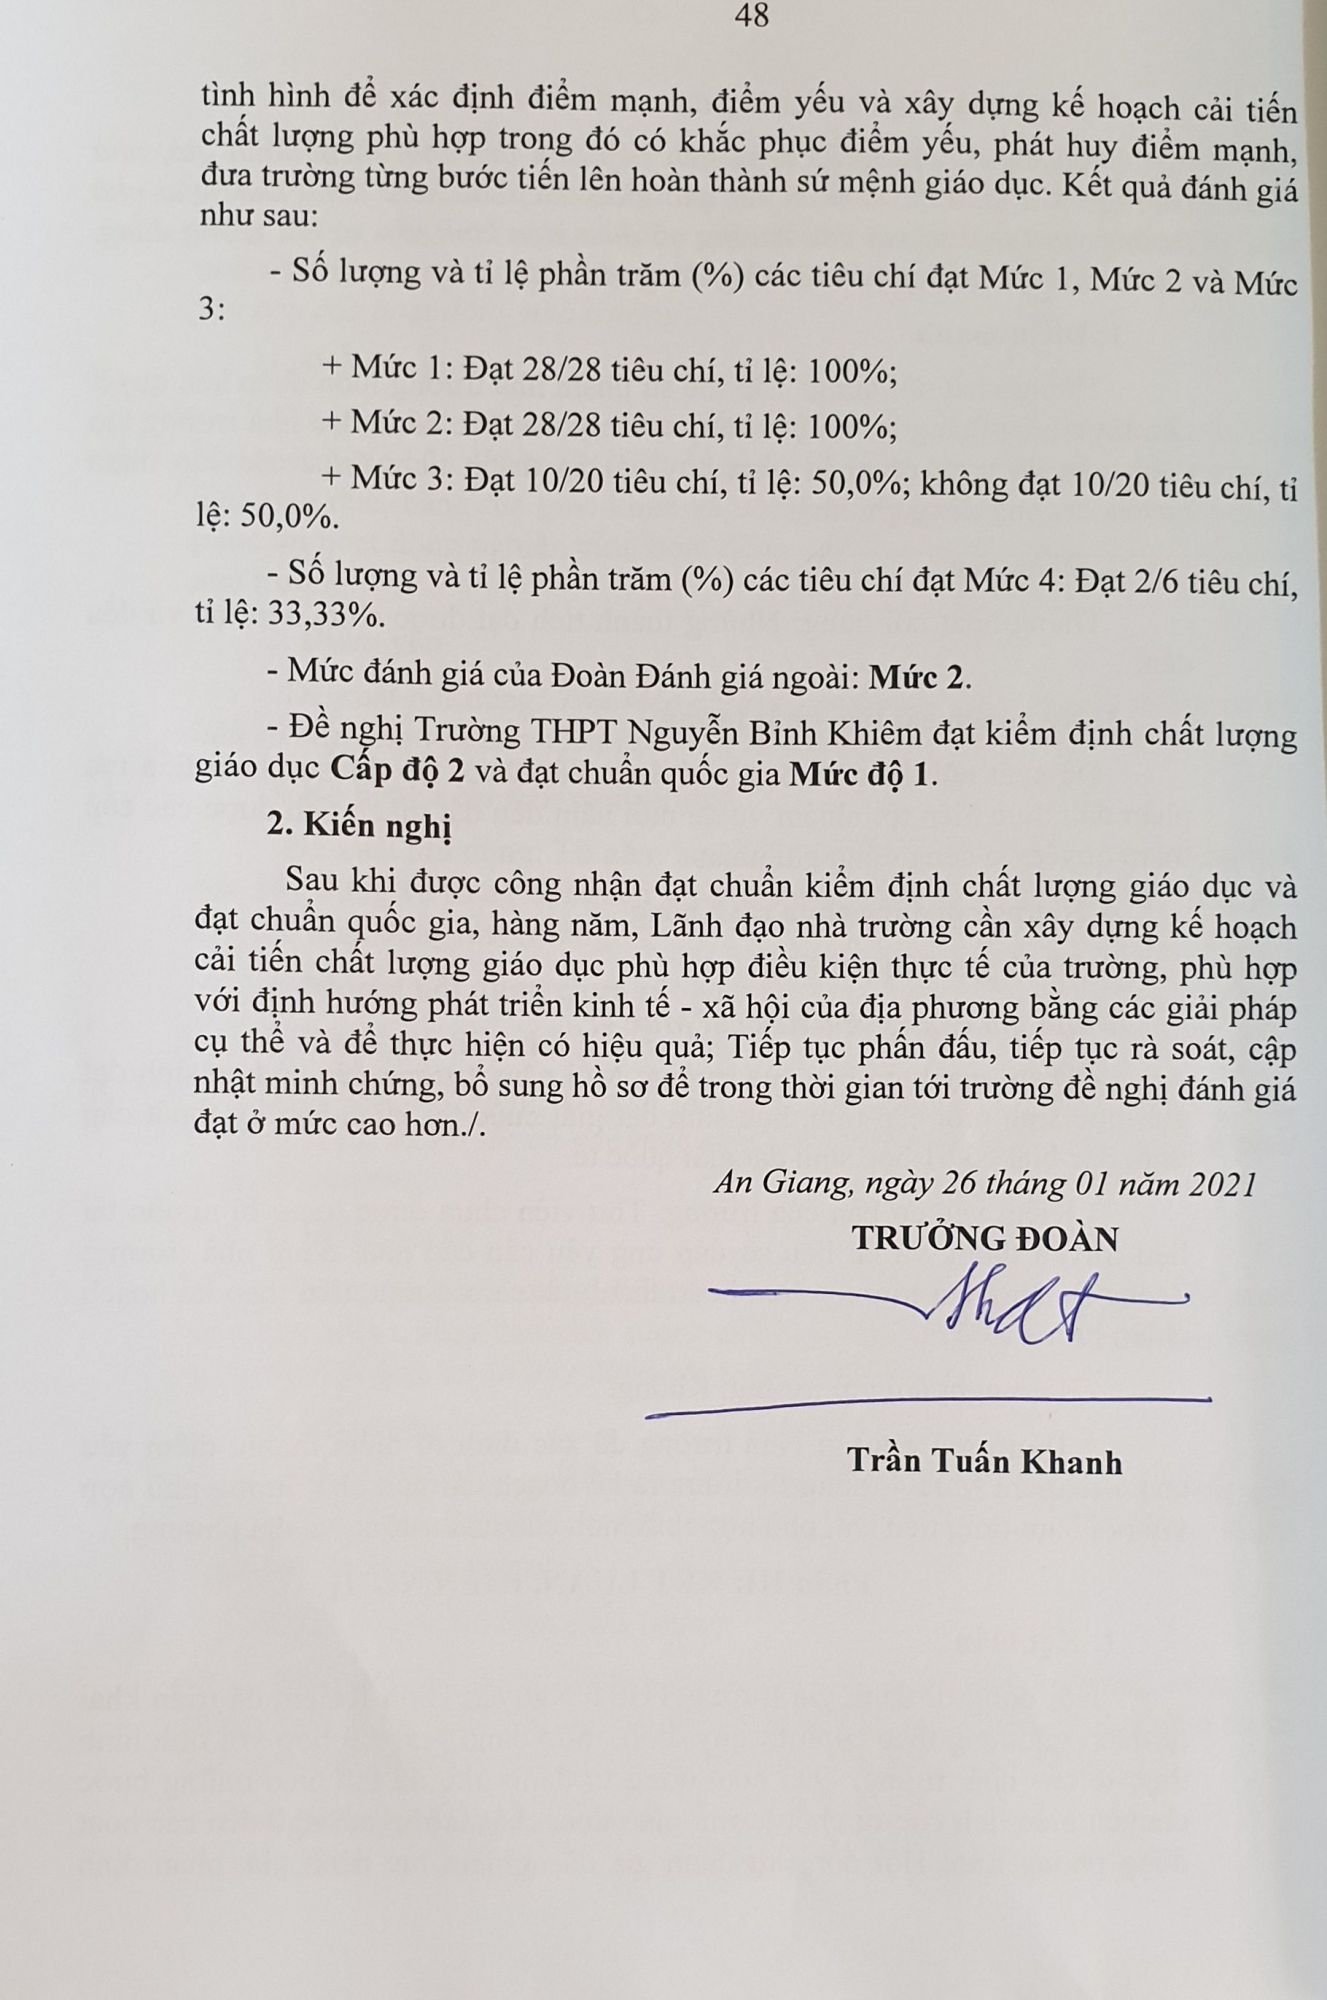 48
tình hình để xác định điểm mạnh, điểm yếu và xây dựng kế hoạch cải tiến
chất lượng phù hợp trong đó có khắc phục điểm yếu, phát huy điểm mạnh,
đưa trường từng bước tiến lên hoàn thành sứ mệnh giáo dục. Kết quả đánh giá
như sau:
- Số lượng và tỉ lệ phần trăm (%) các tiêu chí đạt Mức 1, Mức 2 và Mức
3:
+ Mức 1: Đạt 28/28 tiêu chí, tỉ lệ: 100%;
+ Mức 2: Đạt 28/28 tiêu chí, tỉ lệ: 100%;
+ Mức 3: Đạt 10/20 tiêu chí, tỉ lệ: 50,0%; không đạt 10/20 tiêu chí, tỉ
lệ: 50,0%.
- Số lượng và tỉ lệ phần trăm (%) các tiêu chí đạt Mức 4: Đạt 2/6 tiêu chí,
tỉ lệ: 33,33%.
- Mức đánh giá của Đoàn Đánh giá ngoài: Mức 2.
- Đề nghị Trường THPT Nguyễn Bỉnh Khiêm đạt kiểm định chất lượng
giáo dục Cấp độ 2 và đạt chuẩn quốc gia Mức độ 1.
2. Kiến nghị
Sau khi được công nhận đạt chuẩn kiểm định chất lượng giáo dục và
đạt chuẩn quốc gia, hàng năm, Lãnh đạo nhà trường cần xây dựng kế hoạch
cải tiến chất lượng giáo dục phù hợp điều kiện thực tế của trường, phù hợp
với định hướng phát triển kinh tế - xã hội của địa phương bằng các giải pháp
cụ thể và để thực hiện có hiệu quả; Tiếp tục phấn đấu, tiếp tục rà soát, cập
nhật minh chứng, bổ sung hồ sơ để trong thời gian tới trường đề nghị đánh giá
đạt ở mức cao hơn./.
An Giang, ngày 26 tháng 01 năm 2021
TRƯỞNG ĐOÀN
Trần Tuấn Khanh